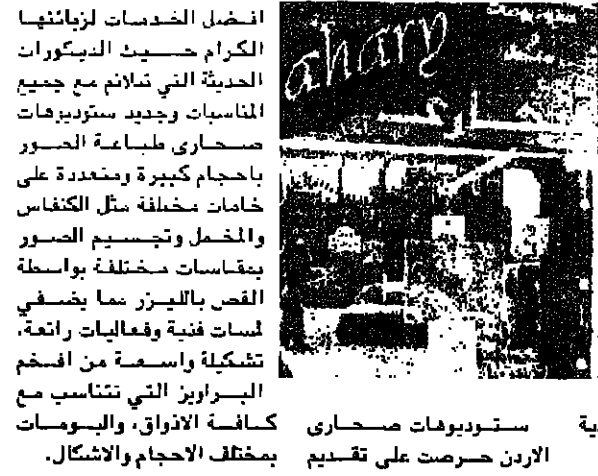 ahary
ية
ستوديوهات صحارى
الاردن حرصت على تقديم
افضل الخدمات لزبائنها
الكرام حيث الديكورات
الحديثة التي تتلائم مع جميع
المناسبات وجديد ستوديوهات
صحارى طباعة الصور
باحجام كبيرة ومتعددة على
خامات مختلفة مثل الكنفاس
والمخمل وتجسيم الصور
بمقاسات مختلفة بواسطة
القص بالليزر مما يضفي
لمسات فنية وفعاليات رائعة،
تشكيلة واسعة من افخم
البراويز التي تتناسب مع
كافة الاذواق، والبومات
بمختلف الاحجام والاشكال.